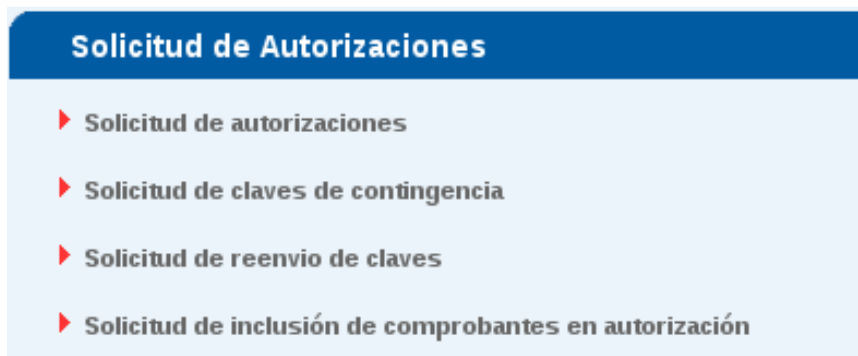 Solicitud de Autorizaciones
Solicitud de autorizaciones
Solicitud de claves de contingencia
Solicitud de reenvio de claves
Solicitud de inclusión de comprobantes en autorización